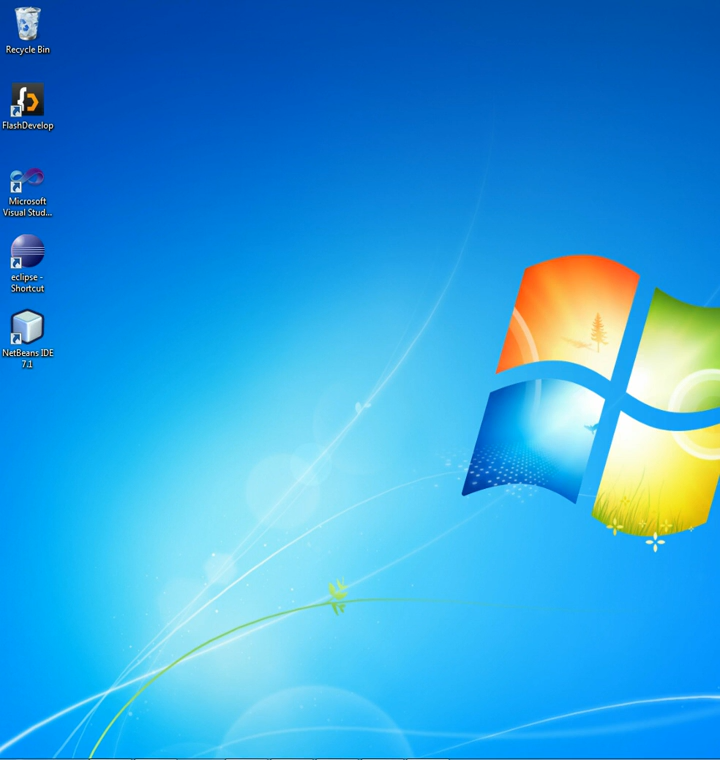 Recycle Bin
FlashDevelop
Microsoft
Visual Stud...
eclipse -
Shortcut
NetBeans IDE
7.1